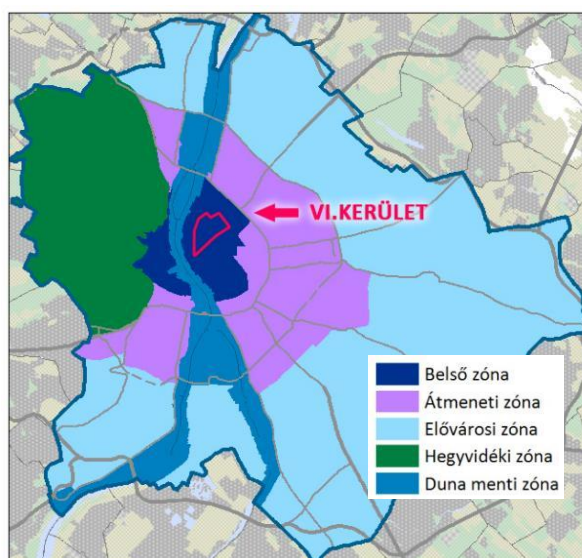 VI.KERÜLET
Belső zóna
Átmeneti zóna
Elővárosi zóna
Hegyvidéki zóna
Duna menti zóna